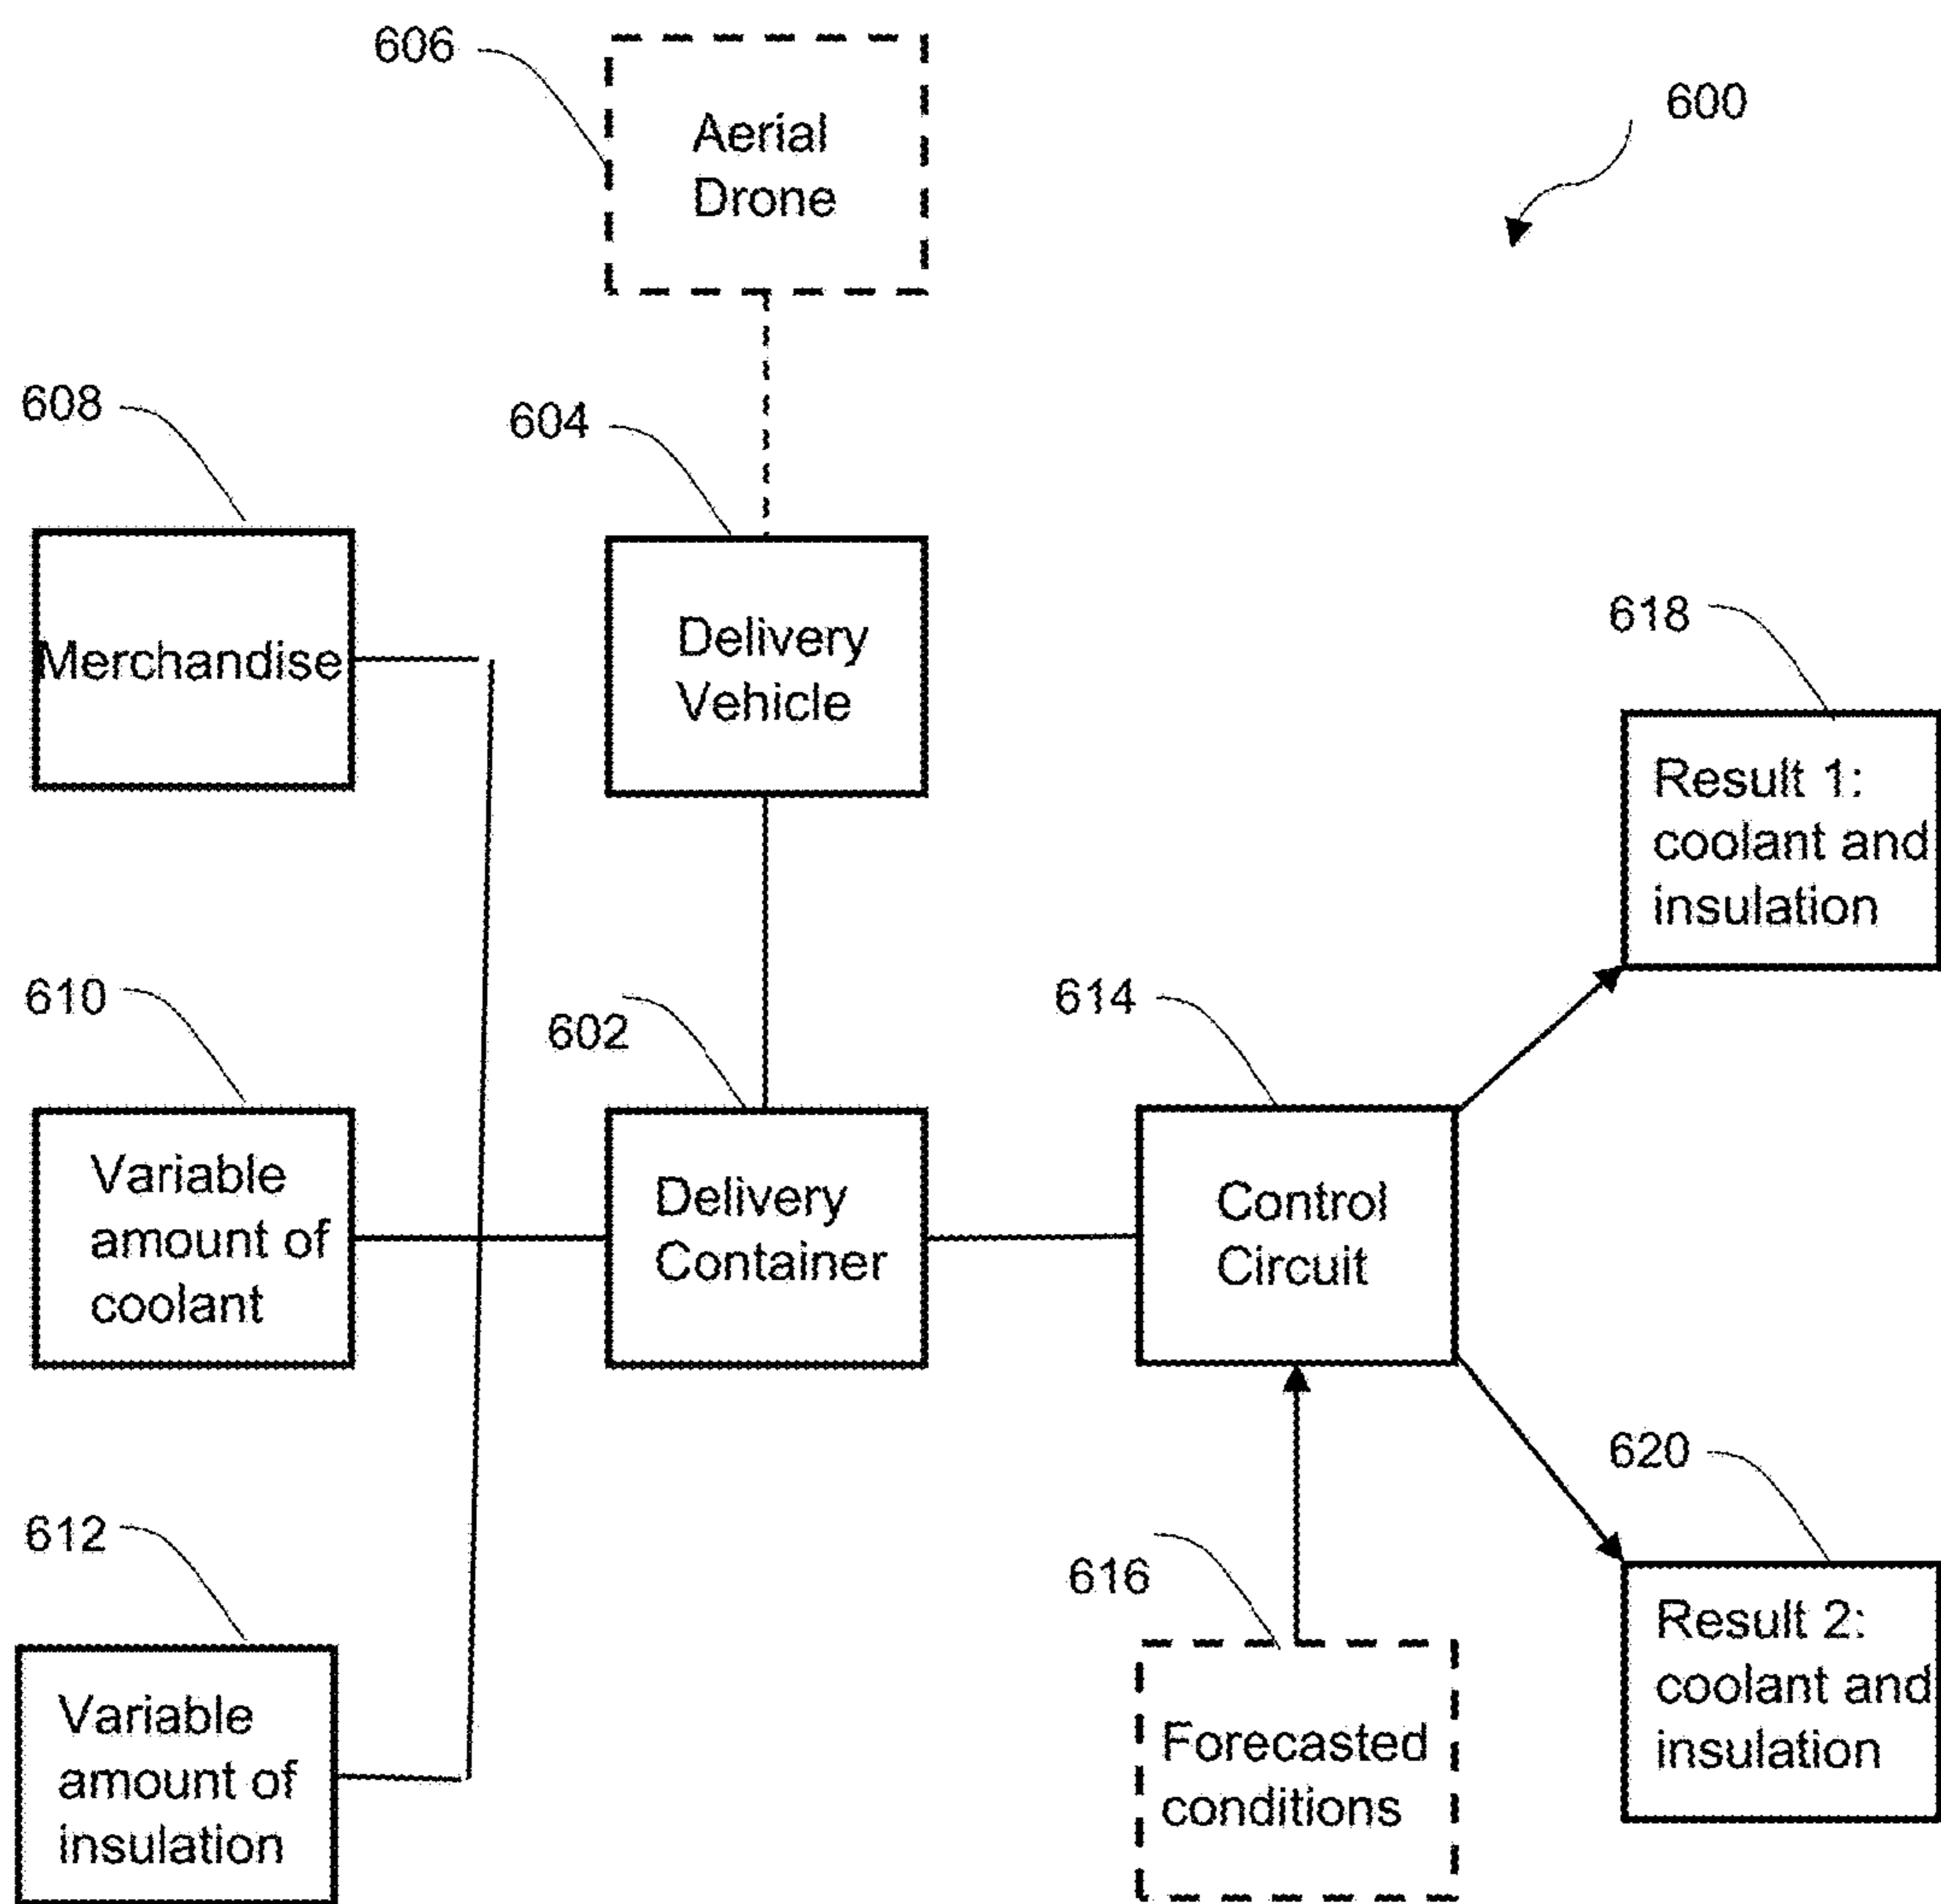 606
Aerial
Drone
600
608
604
Merchandise
Delivery
Vehicle
618
Result 1:
coolant and
insulation
610
602
614
Variable
amount of
coolant
Delivery
Container
Control
Circuit
612
616
620
Variable
amount of
insulation
Forecasted
conditions
Result 2:
coolant and
insulation